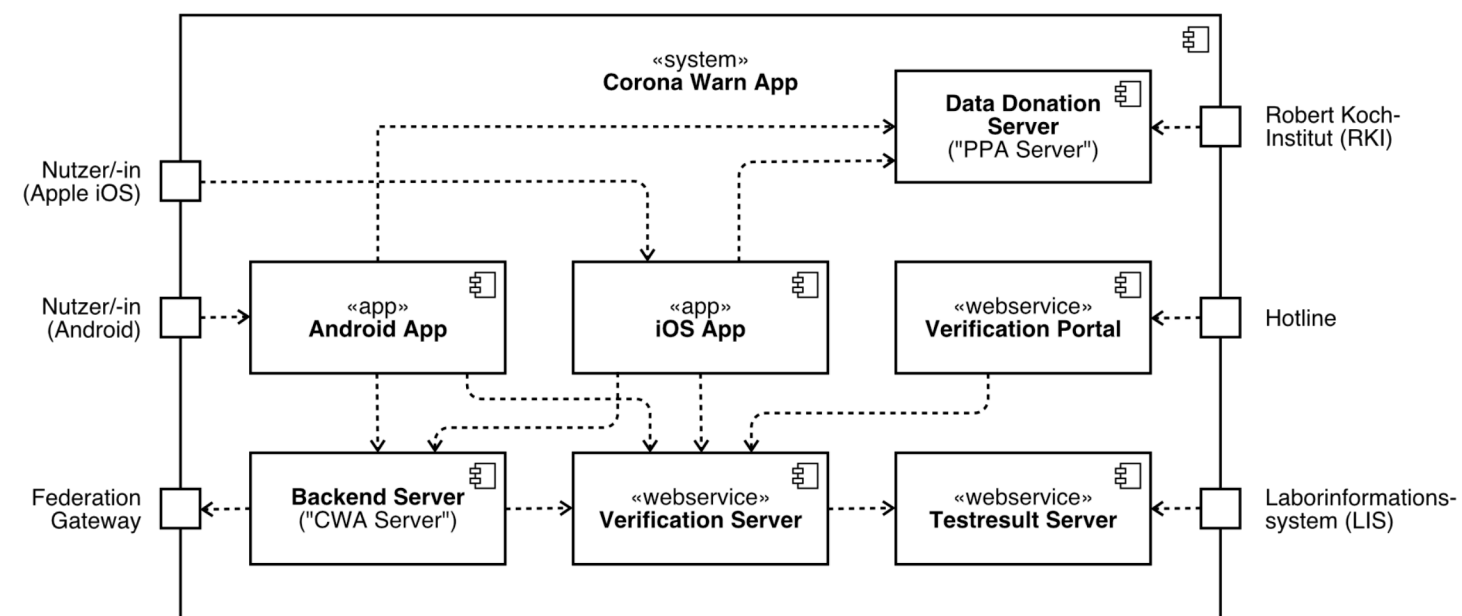 «system»
Corona Warn App
Data Donation
Server
("PPA Server")
Robert Koch-
Institut (RKI)
Nutzer/-in
(Apple iOS)
Nutzer/-in
(Android)
«app»
Android App
«app»
iOS App
«webservice»
Verification Portal
Hotline
Federation
Gateway
Backend Server
("CWA Server")
«webservice»
Verification Server
«webservice»
Testresult Server
Laborinformations-
system (LIS)